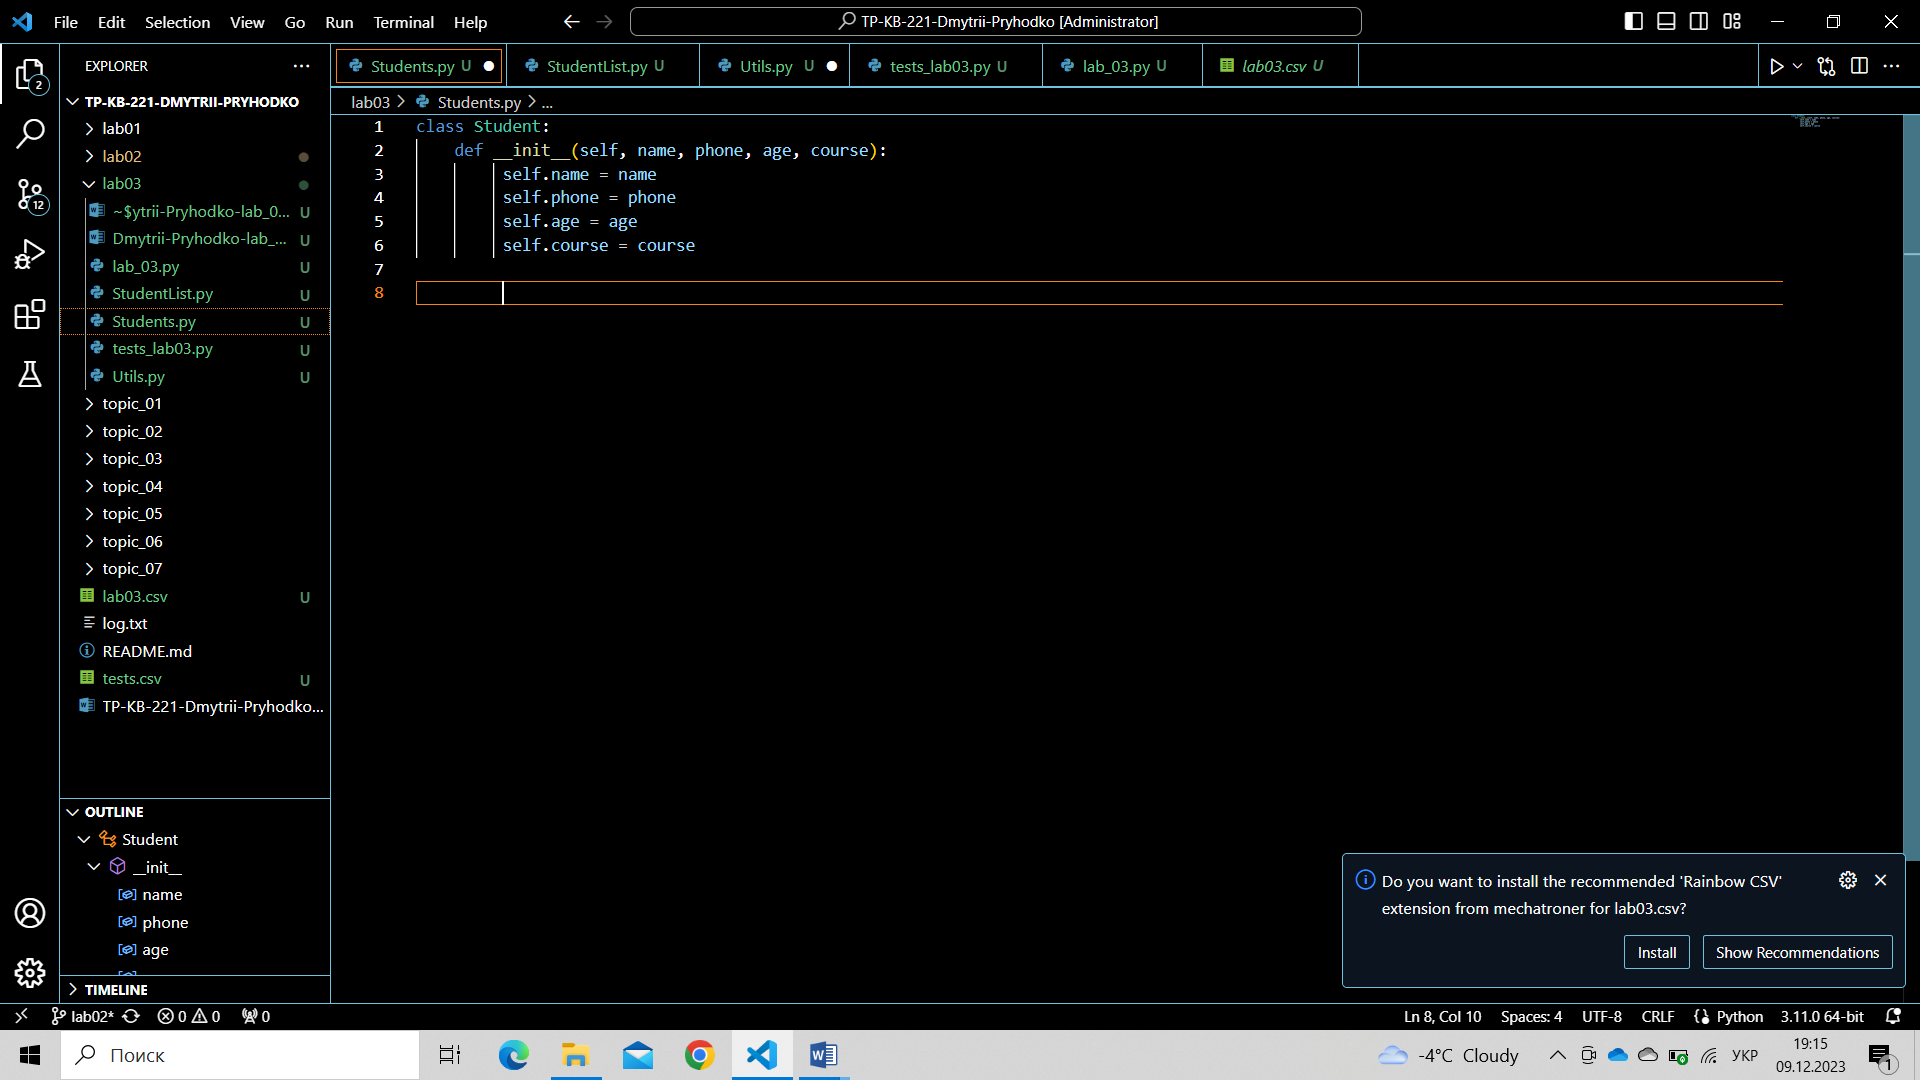 File Edit Selection View Go Run Terminal Help
TP-KB-221-Dmytrii-Pryhodko [Administrator]
EXPLORER
TP-KB-221-DMYTRII-PRYHODKO
lab01
lab02
lab03
~$ytrii-Pryhodko-lab_0... U
Dmytrii-Pryhodko-lab_... U
lab_03.py U
StudentList.py U
Students.py U
tests_lab03.py U
Utils.py U
topic_01
topic_02
topic_03
topic_04
topic_05
topic_06
topic_07
lab03.csv U
log.txt
README.md
tests.csv U
TP-KB-221-Dmytrii-Pryhodko...
2
12
OUTLINE
Student
__init__
name
phone
age
TIMELINE
Students.py U StudentList.py U Utils.py U tests_lab03.py U lab_03.py U lab03.csv U
lab03 > Students.py > ...
1 class Student:
2 def __init__(self, name, phone, age, course):
3 self.name = name
4 self.phone = phone
5 self.age = age
6 self.course = course
7
8
Do you want to install the recommended 'Rainbow CSV'
extension from mechatroner for lab03.csv?
Install Show Recommendations
lab02* 0 0 0 Ln 8, Col 10 Spaces: 4 UTF-8 CRLF Python 3.11.0 64-bit
Поиск -4°C Cloudy УКР 19:15
09.12.2023
1